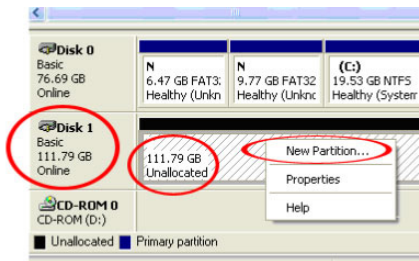 Disk 0
Basic
76.69 GB
Online
N
6.47 GB FAT32
Healthy (Unkn
N
9.77 GB FAT32
Healthy (Unknc
(C:)
19.53 GB NTFS
Healthy (System
Disk 1
Basic
111.79 GB
Online
111.79 GB
Unallocated
New Partition...
Properties
Help
CD-ROM 0
CD-ROM (D:)
Unallocated
Primary partition